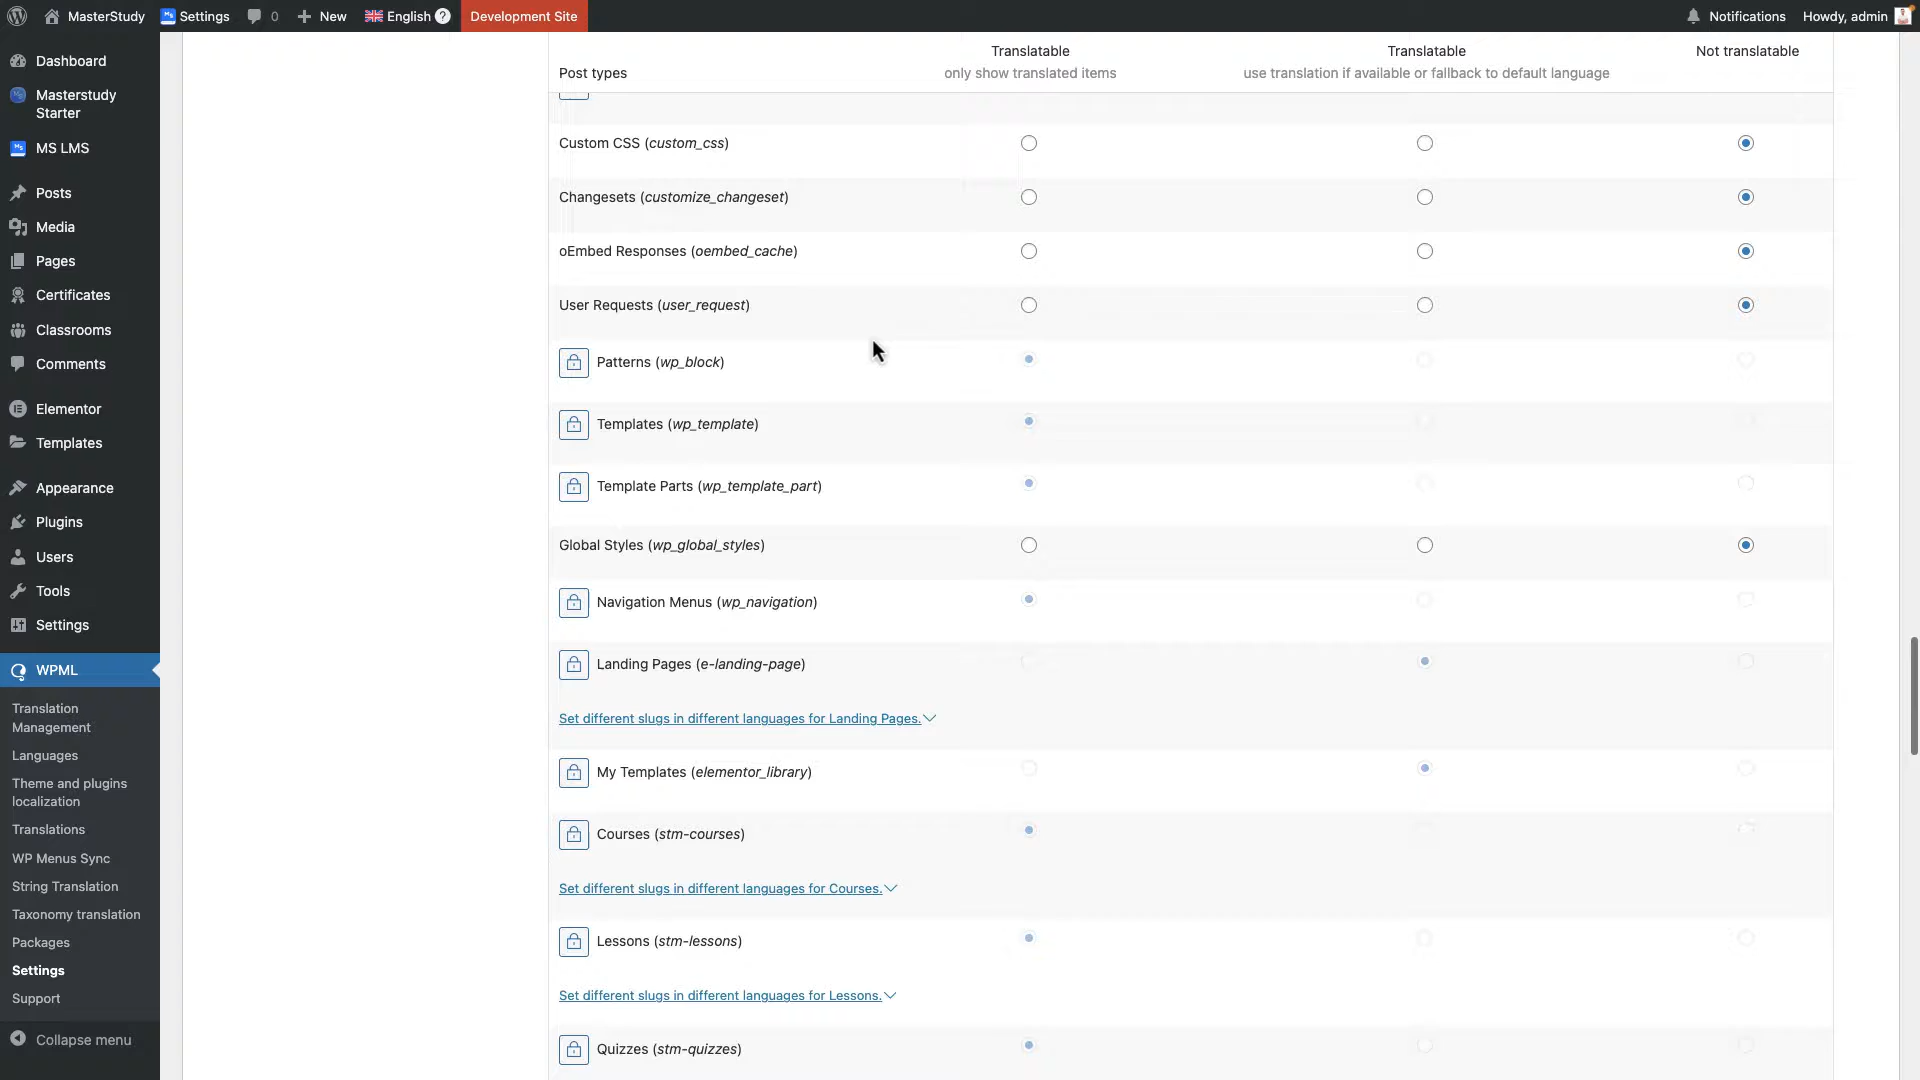 MasterStudy
Settings
0
New
English
Development Site
Notifications
Howdy, admin
Dashboard
Masterstudy
Starter
MS LMS
Posts
Media
Pages
Certificates
Classrooms
Comments
Elementor
Templates
Appearance
Plugins
Users
Tools
Settings
WPML
Translation
Management
Languages
Theme and plugins
localization
Translations
WP Menus Sync
String Translation
Taxonomy translation
Packages
Settings
Support
Collapse menu
Post types
Translatable
only show translated items
Translatable
use translation if available or fallback to default language
Not translatable
Custom CSS (custom_css)
Changesets (customize_changeset)
oEmbed Responses (oembed_cache)
User Requests (user_request)
Patterns (wp_block)
Templates (wp_template)
Template Parts (wp_template_part)
Global Styles (wp_global_styles)
Navigation Menus (wp_navigation)
Landing Pages (e-landing-page)
Set different slugs in different languages for Landing Pages.
My Templates (elementor_library)
Courses (stm-courses)
Set different slugs in different languages for Courses.
Lessons (stm-lessons)
Set different slugs in different languages for Lessons.
Quizzes (stm-quizzes)